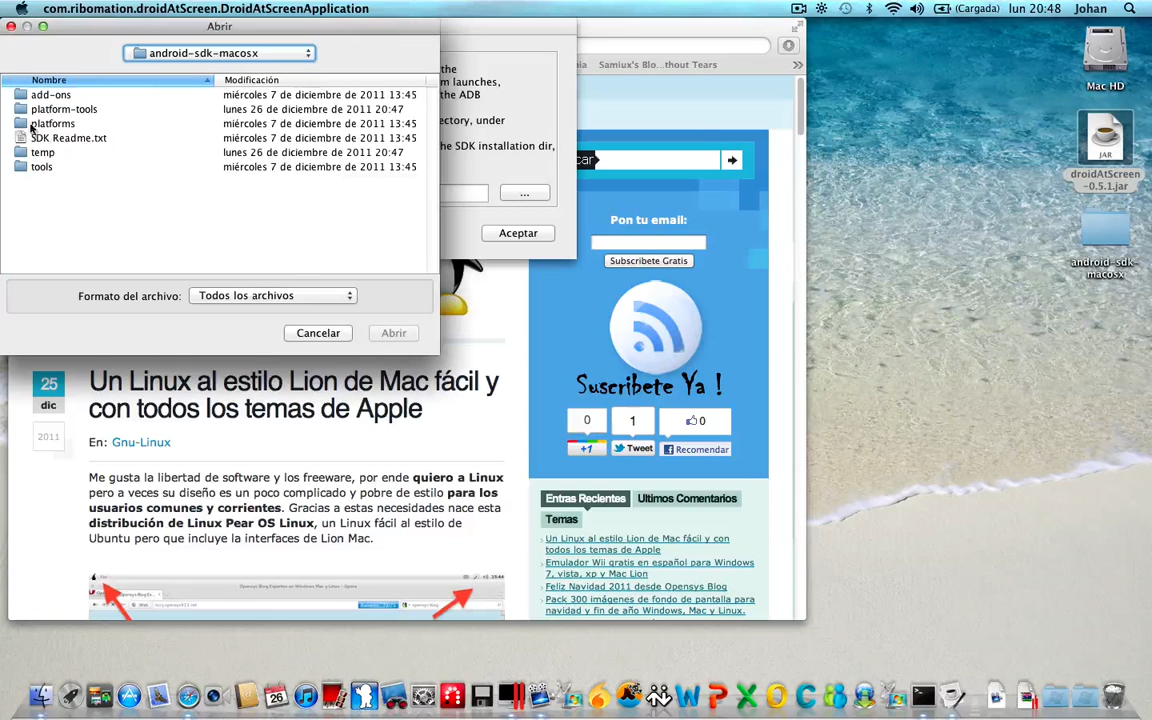 com.ribomation.droidAtScreen.DroidAtScreenApplication
(Cargada) lun 20:48 Johan
Abrir
android-sdk-macosx
Nombre Modificación
add-ons miércoles 7 de diciembre de 2011 13:45
platform-tools lunes 26 de diciembre de 2011 20:47
platforms miércoles 7 de diciembre de 2011 13:45
SDK Readme.txt miércoles 7 de diciembre de 2011 13:45
temp lunes 26 de diciembre de 2011 20:47
tools miércoles 7 de diciembre de 2011 13:45
Formato del archivo: Todos los archivos
Cancelar Abrir
the
m launches,
the ADB
ectory, under
the SDK installation dir,
...
Aceptar
nia Samiux's Blo...thout Tears
car
Pon tu email:
Subscribete Gratis
Suscribete Ya !
0 1 0
+1 Tweet Recomendar
25
dic
2011
Un Linux al estilo Lion de Mac fácil y
con todos los temas de Apple
En: Gnu-Linux
Me gusta la libertad de software y los freeware, por ende quiero a Linux
pero a veces su diseño es un poco complicado y pobre de estilo para los
usuarios comunes y corrientes. Gracias a estas necesidades nace esta
distribución de Linux Pear OS Linux, un Linux fácil al estilo de
Ubuntu pero que incluye la interfaces de Lion Mac.
Entras Recientes Ultimos Comentarios
Temas
Un Linux al estilo Lion de Mac fácil y con
todos los temas de Apple
Emulador Wii gratis en español para Windows
7, vista, xp y Mac Lion
Feliz Navidad 2011 desde Opensys Blog
Pack 300 imágenes de fondo de pantalla para
navidad y fin de año Windows, Mac y Linux.
Mac HD
JAR
droidAtScreen
-0.5.1.jar
android-sdk-
macosx
26